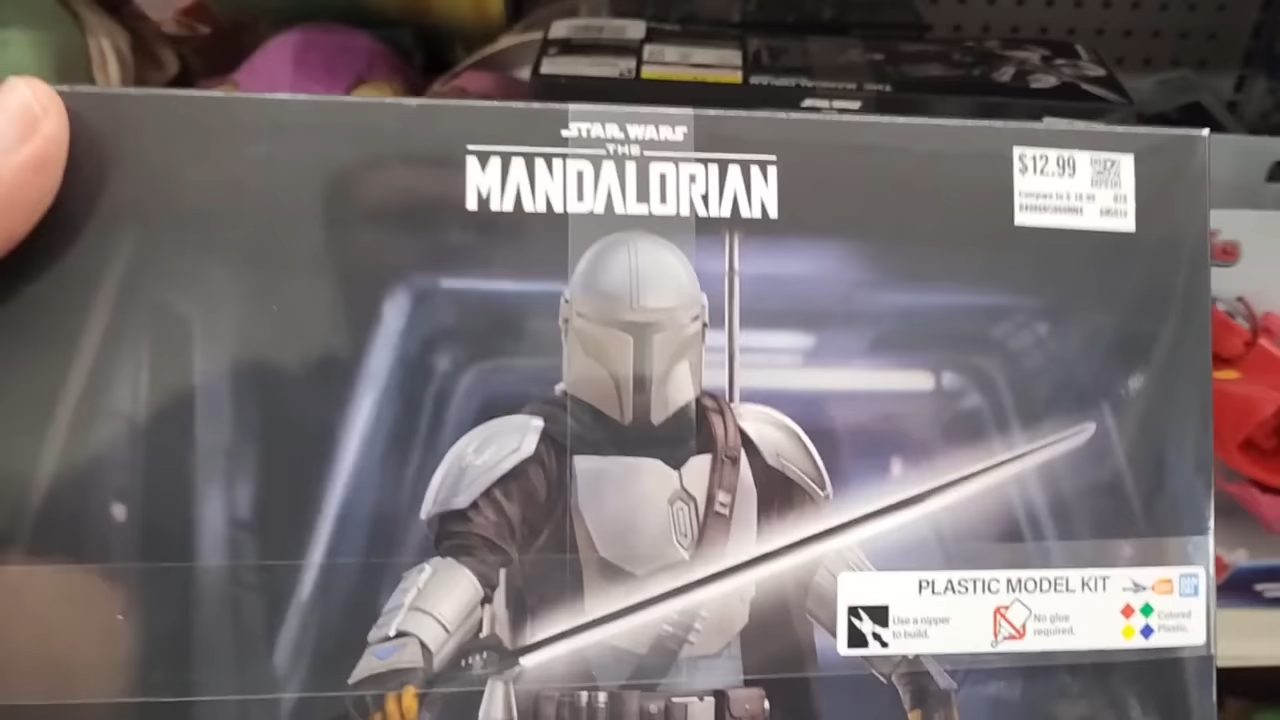 STAR WARS
THE
MANDALORIAN
$12.99
PLASTIC MODEL KIT
Use a nipper
to build.
No glue
required.
Colored
Plastic.